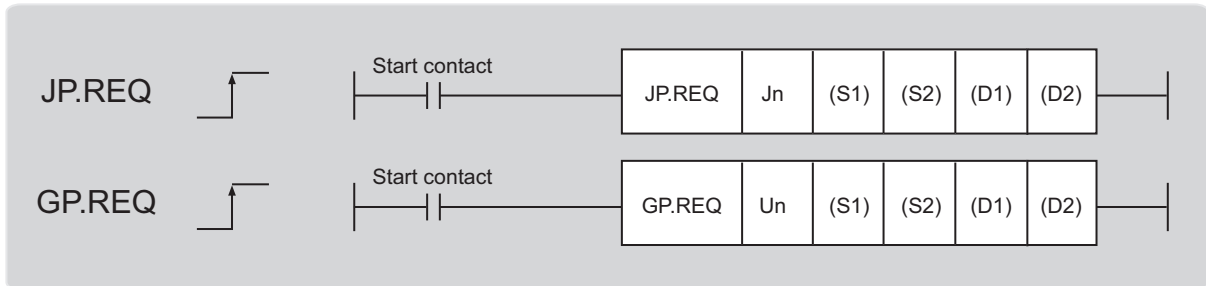 Start contact
JP.REQ JP.REQ Jn (S1) (S2) (D1) (D2)
Start contact
GP.REQ GP.REQ Un (S1) (S2) (D1) (D2)